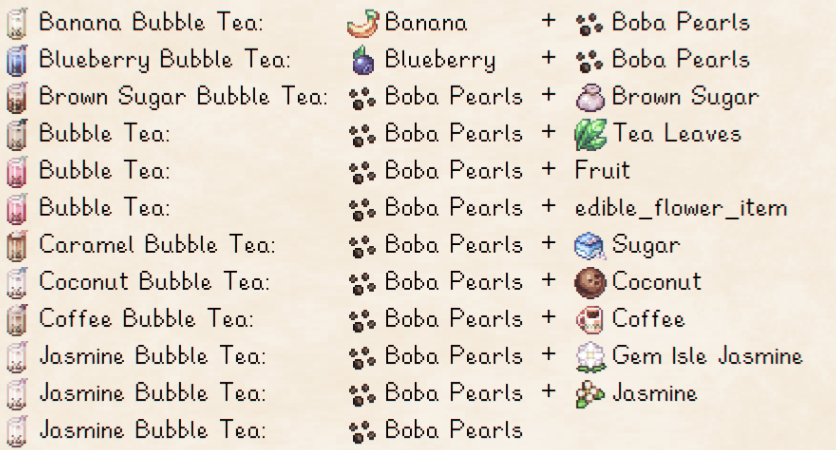 Banana Bubble Tea: Banana + Boba Pearls
Blueberry Bubble Tea: Blueberry + Boba Pearls
Brown Sugar Bubble Tea: Boba Pearls + Brown Sugar
Bubble Tea: Boba Pearls + Tea Leaves
Bubble Tea: Boba Pearls + Fruit
Bubble Tea: Boba Pearls + edible_flower_item
Caramel Bubble Tea: Boba Pearls + Sugar
Coconut Bubble Tea: Boba Pearls + Coconut
Coffee Bubble Tea: Boba Pearls + Coffee
Jasmine Bubble Tea: Boba Pearls + Gem Isle Jasmine
Jasmine Bubble Tea: Boba Pearls + Jasmine
Jasmine Bubble Tea: Boba Pearls